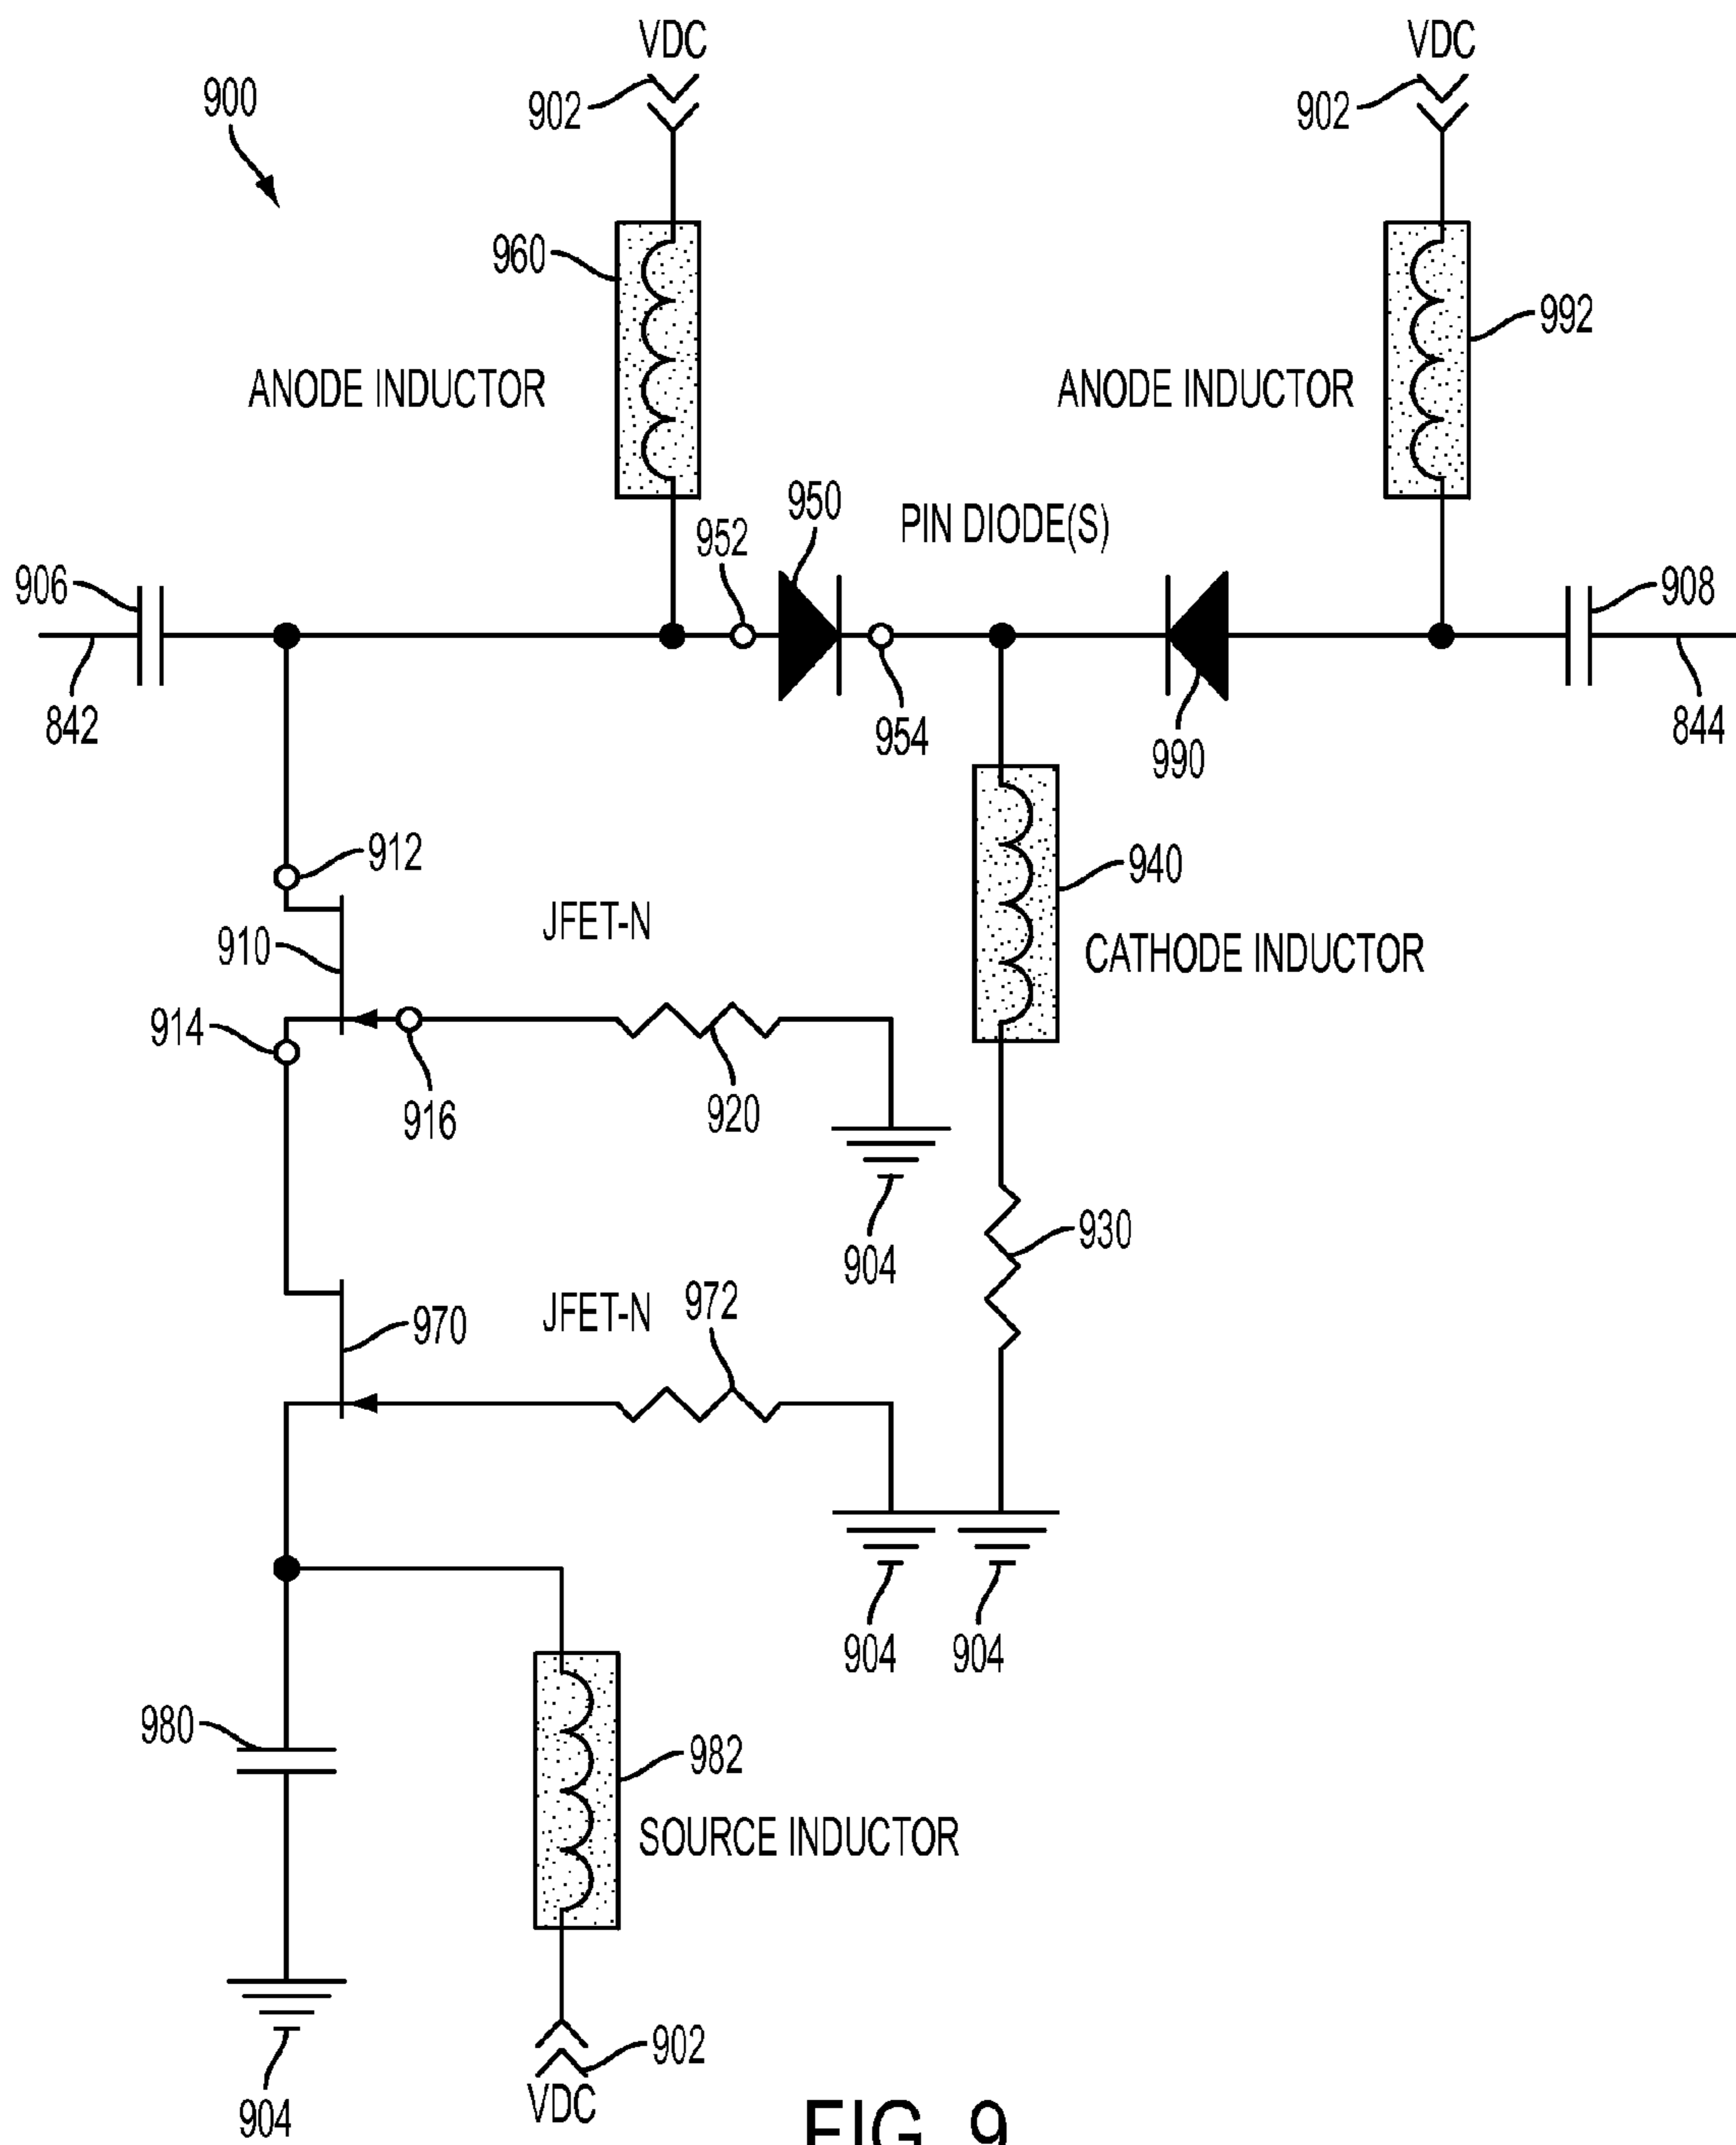 VDC
VDC
900
902
902
960
992
ANODE INDUCTOR
ANODE INDUCTOR
950
952
PIN DIODE(S)
906
908
842
954
990
844
912
910
JFET-N
940
CATHODE INDUCTOR
914
916
920
904
930
JFET-N
972
970
904
904
980
982
SOURCE INDUCTOR
902
904
VDC
FIG. 9